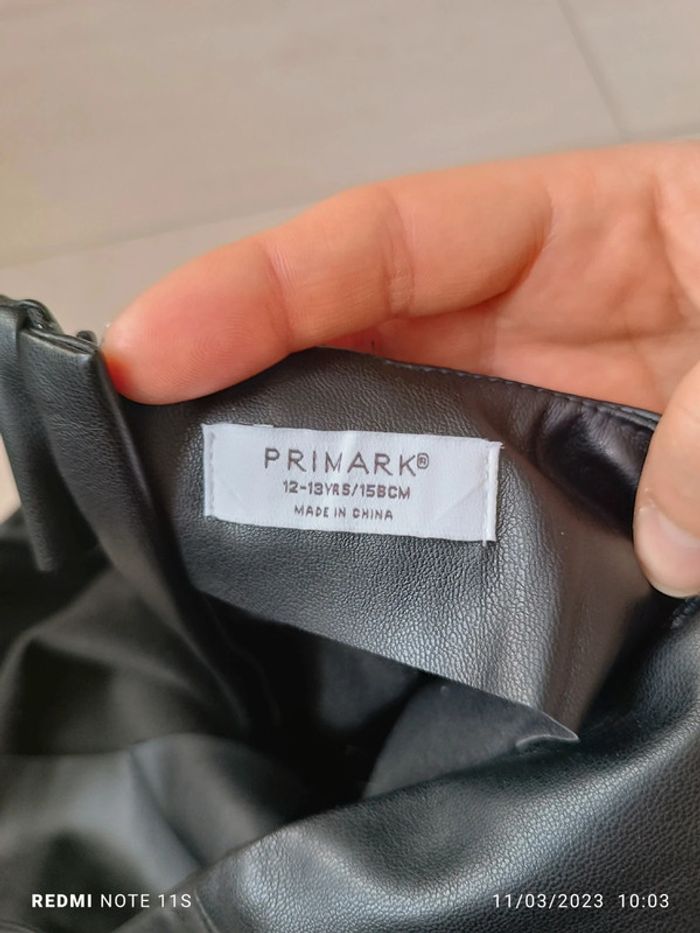 PRIMARK®
12-13YRS/158CM
MADE IN CHINA
REDMI NOTE 11S
11/03/2023 10:03